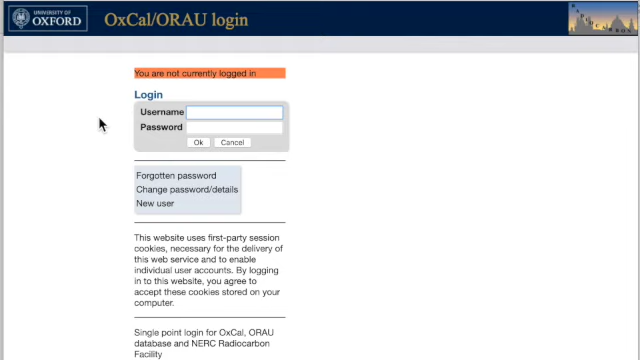 UNIVERSITY OF
OXFORD
OxCal/ORAU login
You are not currently logged in
Login
Username
Password
Ok Cancel
Forgotten password
Change password/details
New user
This website uses first-party session
cookies, necessary for the delivery of
this web service and to enable
individual user accounts. By logging
in to this website, you agree to
accept these cookies stored on your
computer.
Single point login for OxCal, ORAU
database and NERC Radiocarbon
Facility